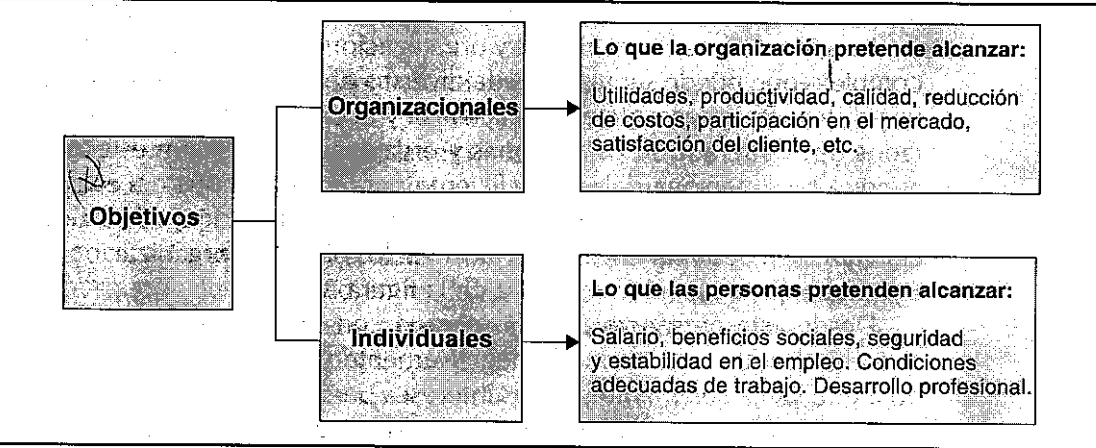 Objetivos
Organizacionales
Lo que la organización pretende alcanzar:
Utilidades, productividad, calidad, reducción
de costos, participación en el mercado,
satisfacción del cliente, etc.
Individuales
Lo que las personas pretenden alcanzar:
Salario, beneficios sociales, seguridad
y estabilidad en el empleo. Condiciones
adecuadas de trabajo. Desarrollo profesional.